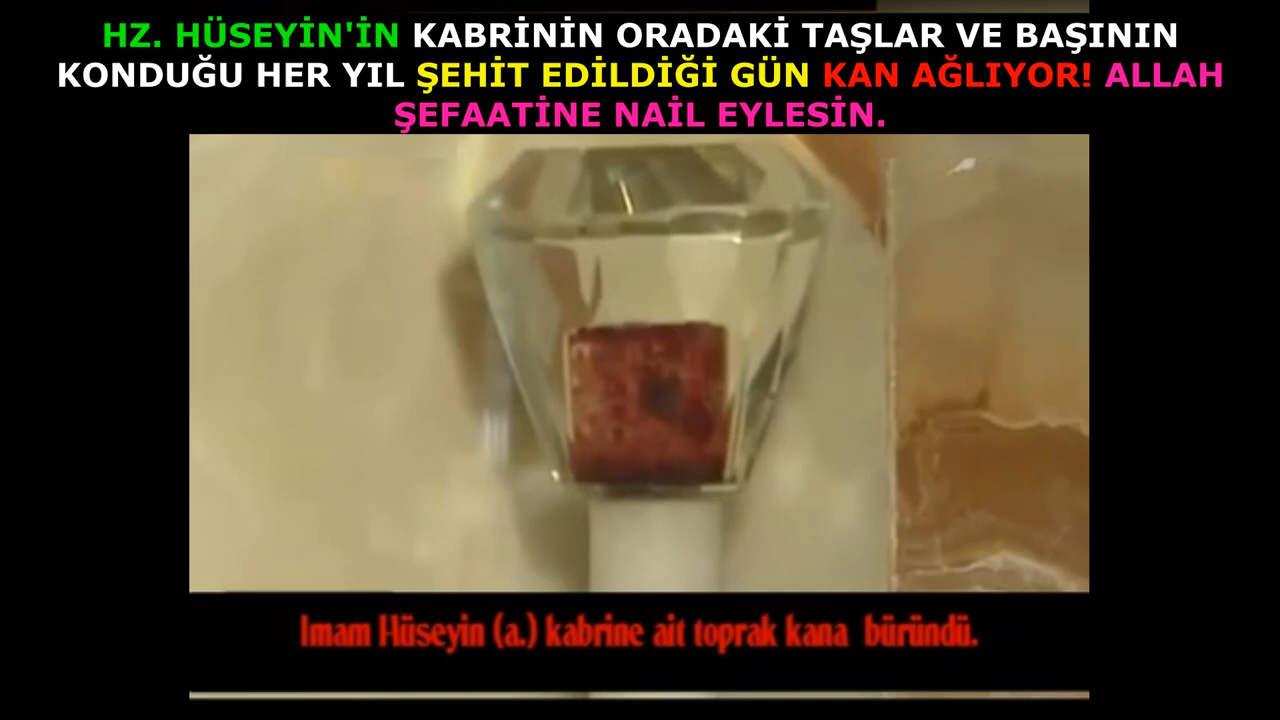 HZ. HÜSEYİN'İN KABRİNİN ORADAKİ TAŞLAR VE BAŞININ
KONDUĞU HER YIL ŞEHİT EDİLDİĞİ GÜN KAN AĞLIYOR! ALLAH
ŞEFAATİNE NAİL EYLESİN.
Imam Hüseyin (a.) kabrine ait toprak kana büründü.